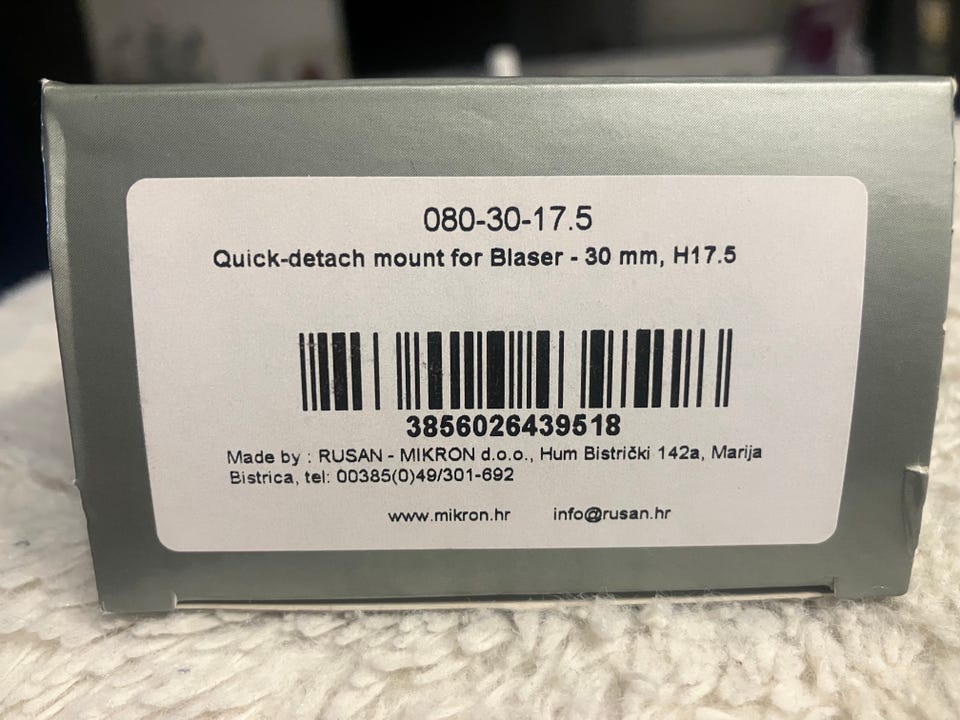 080-30-17.5
Quick-detach mount for Blaser - 30 mm, H17.5
3856026439518
Made by : RUSAN - MIKRON d.o.o., Hum Bistrički 142a, Marija
Bistrica, tel: 00385(0)49/301-692
www.mikron.hr info@rusan.hr